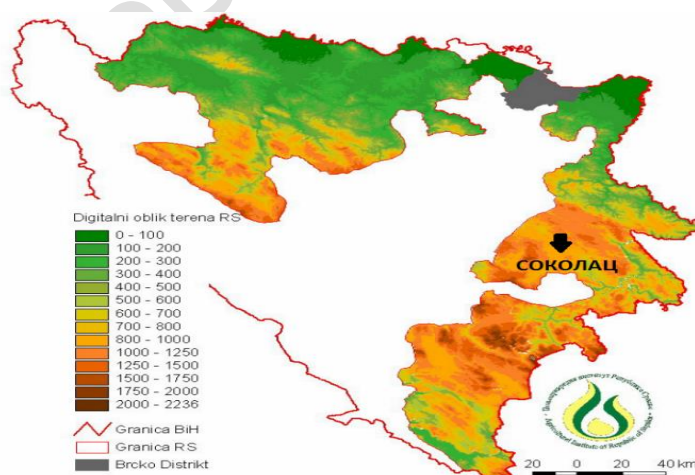 СОКОЛАЦ
Digitalni oblik terena RS
0 - 100
100 - 200
200 - 300
300 - 400
400 - 500
500 - 600
600 - 700
700 - 800
800 - 1000
1000 - 1250
1250 - 1500
1500 - 1750
1750 - 2000
2000 - 2236
Granica BiH
Granica RS
Brcko Distrikt
20 0 20 40 km